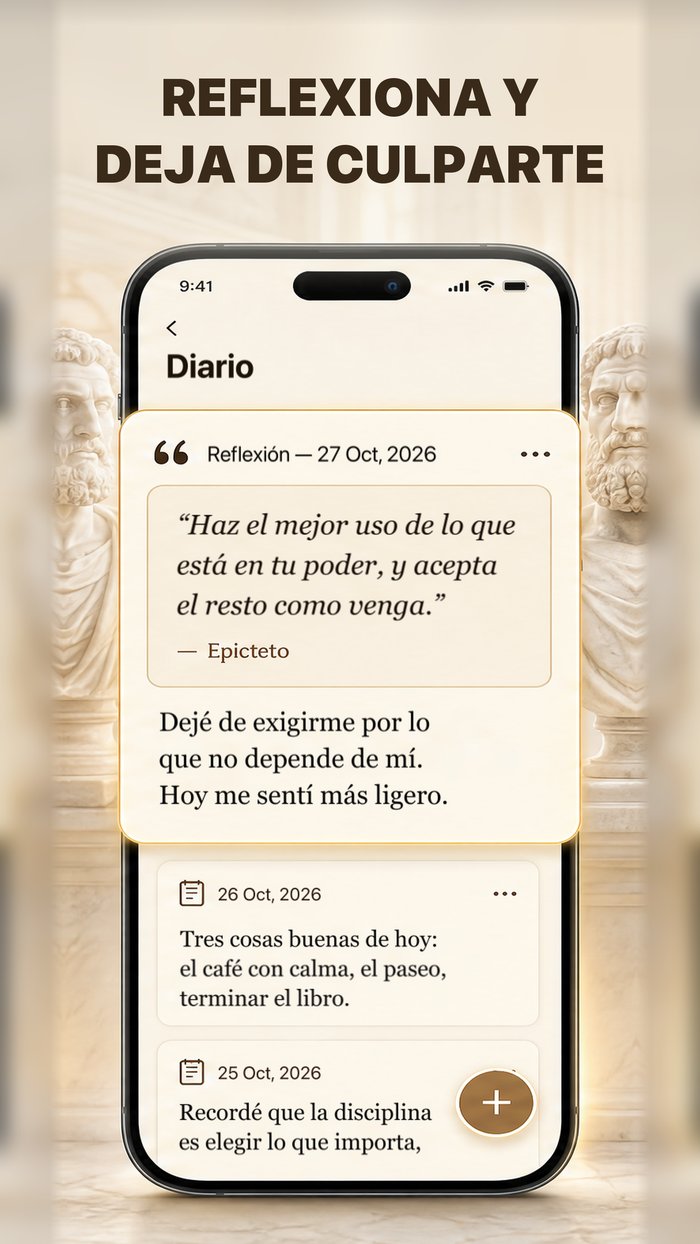 REFLEXIONA Y
DEJA DE CULPARTE
9:41
Diario
Reflexión — 27 Oct, 2026
“Haz el mejor uso de lo que
está en tu poder, y acepta
el resto como venga.”
— Epicteto
Dejé de exigirme por lo
que no depende de mí.
Hoy me sentí más ligero.
26 Oct, 2026
Tres cosas buenas de hoy:
el café con calma, el paseo,
terminar el libro.
25 Oct, 2026
Recordé que la disciplina
es elegir lo que importa,